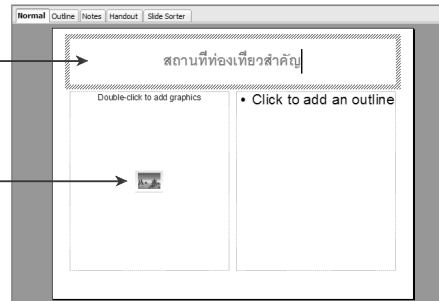 Normal Outline Notes Handout Slide Sorter
สถานที่ท่องเที่ยวสำคัญ
Double-click to add graphics
• Click to add an outline